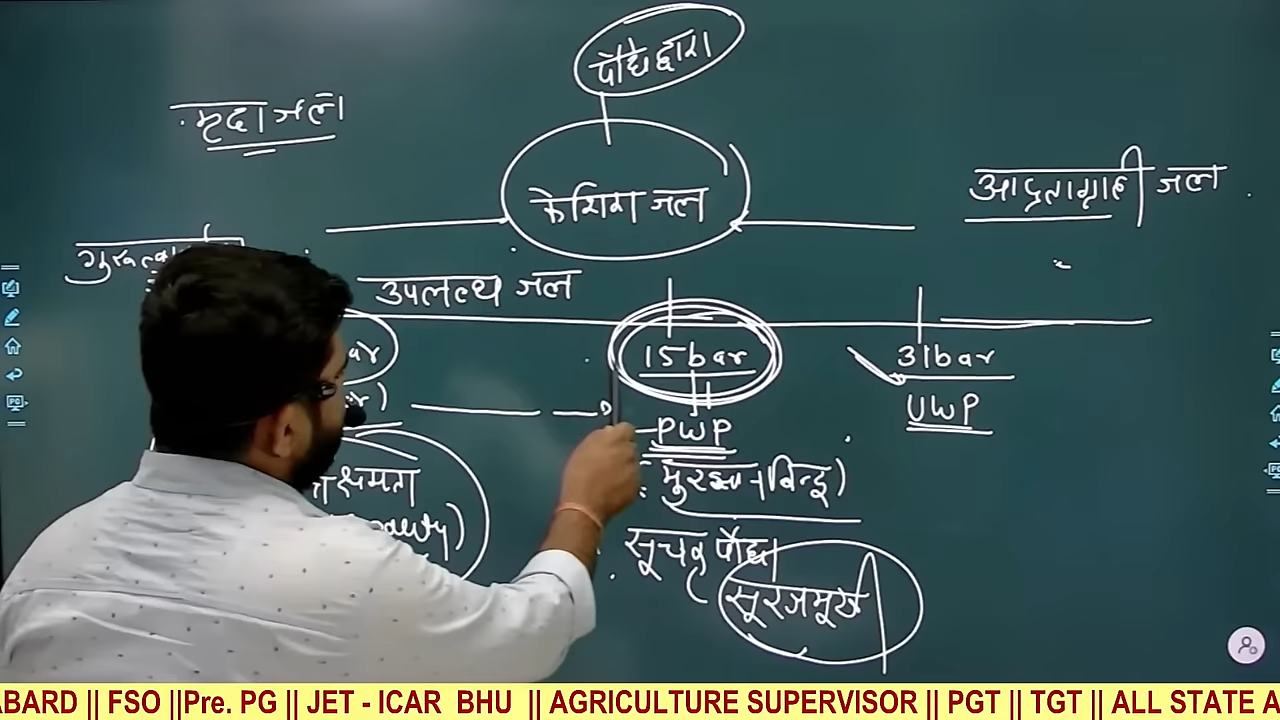 पौधे द्वारा
मृदा जल
केशिका जल
आद्रताग्राही जल
उपलब्ध जल
15 bar
31 bar
PWP
UWP
क्षमता
मुरझान बिन्दु)
सूचक पौधा
सूरजमूखी
ABARD || FSO ||Pre. PG || JET - ICAR BHU || AGRICULTURE SUPERVISOR || PGT || TGT || ALL STATE A